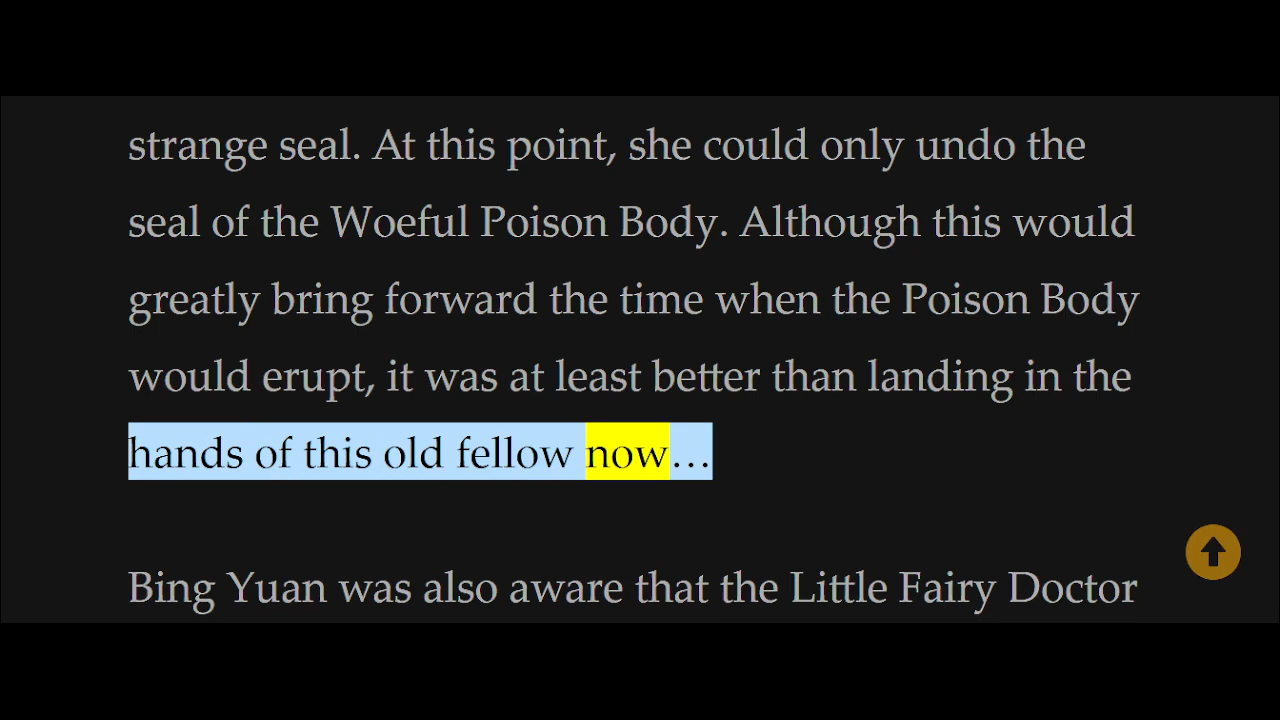 strange seal. At this point, she could only undo the
seal of the Woeful Poison Body. Although this would
greatly bring forward the time when the Poison Body
would erupt, it was at least better than landing in the
hands of this old fellow now…
Bing Yuan was also aware that the Little Fairy Doctor